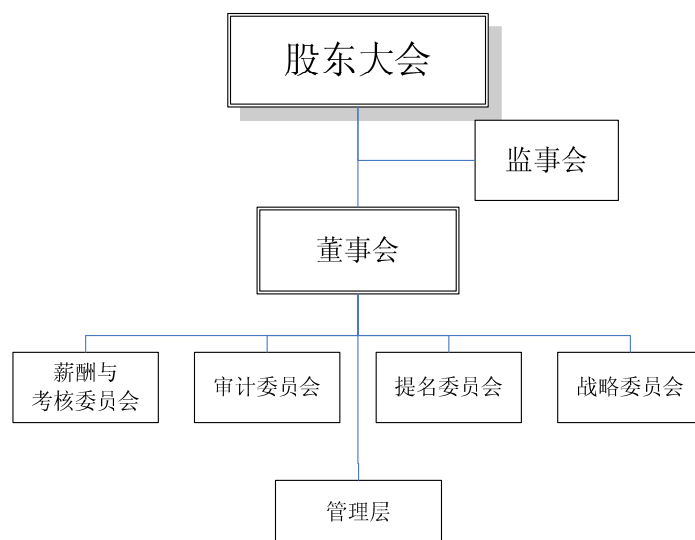 股东大会
监事会
董事会
薪酬与
考核委员会
审计委员会
提名委员会
战略委员会
管理层